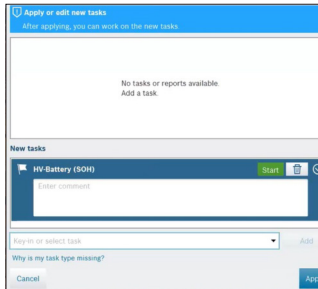 Apply or edit new tasks
After applying, you can work on the new tasks.
No tasks or reports available.
Add a task.
New tasks
HV-Battery (SOH)
Start
Enter comment
Key-in or select task
Add
Why is my task type missing?
Cancel
App